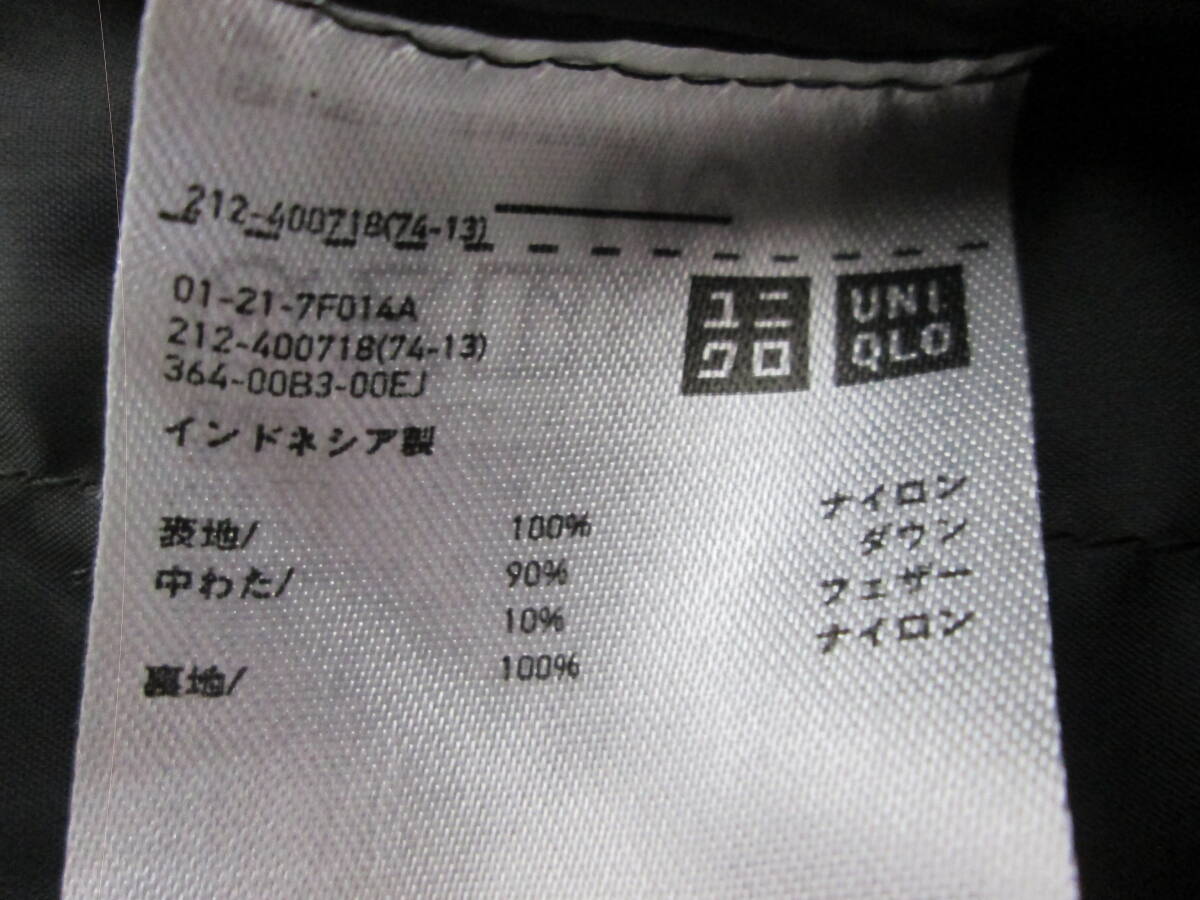 212-400718(74-13)
01-21-7F014A
212-400718(74-13)
364-00B3-00EJ
インドネシア製
ユニ
クロ
UNI
QLO
表地/ 100% ナイロン
中わた/ 90% ダウン
10% フェザー
裏地/ 100% ナイロン